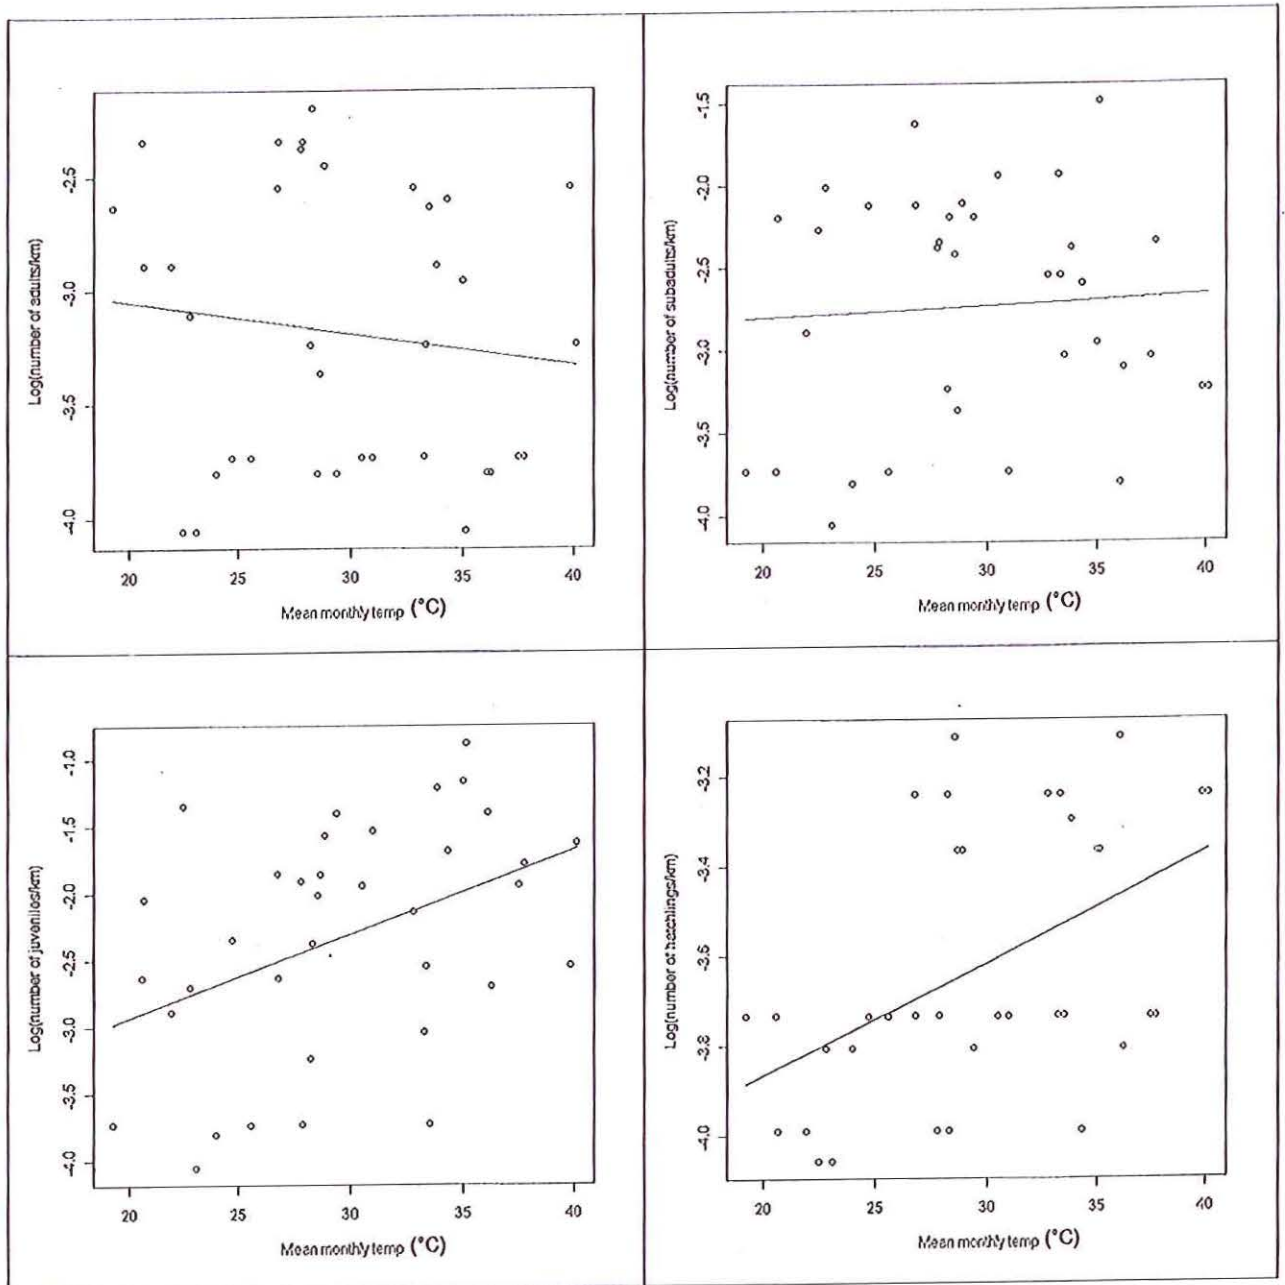 -2.5
-3.0
-3.5
-4.0
Log(number of adults/km)
20 25 30 35 40
Mean monthly temp (°C)
-1.5
-2.0
-2.5
-3.0
-3.5
-4.0
Log(number of subadults/km)
20 25 30 35 40
Mean monthly temp (°C)
-1.0
-1.5
-2.0
-2.5
-3.0
-3.5
-4.0
Log(number of juveniles/km)
20 25 30 35 40
Mean monthly temp (°C)
-3.2
-3.4
-3.6
-3.8
-4.0
Log(number of hatchlings/km)
20 25 30 35 40
Mean monthly temp (°C)